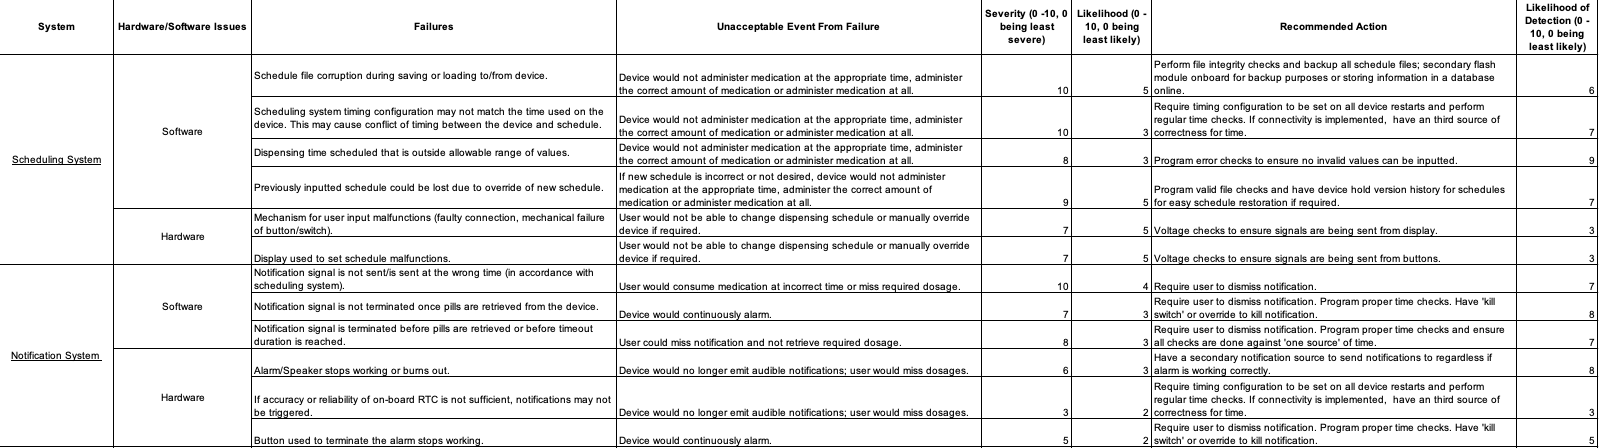 System
Hardware/Software Issues
Failures
Unacceptable Event From Failure
Severity (0 -10, 0
being least
severe)
Likelihood (0 -
10, 0 being
least likely)
Recommended Action
Likelihood of
Detection (0 -
10, 0 being
least likely)
Scheduling System
Software
Schedule file corruption during saving or loading to/from device.
Device would not administer medication at the appropriate time, administer
the correct amount of medication or administer medication at all.
10
5
Perform file integrity checks and backup all schedule files; secondary flash
module onboard for backup purposes or storing information in a database
online.
6
Scheduling system timing configuration may not match the time used on the
device. This may cause conflict of timing between the device and schedule.
Device would not administer medication at the appropriate time, administer
the correct amount of medication or administer medication at all.
10
3
Require timing configuration to be set on all device restarts and perform
regular time checks. If connectivity is implemented,  have an third source of
correctness for time.
7
Dispensing time scheduled that is outside allowable range of values.
Device would not administer medication at the appropriate time, administer
the correct amount of medication or administer medication at all.
8
3
Program error checks to ensure no invalid values can be inputted.
9
Previously inputted schedule could be lost due to override of new schedule.
If new schedule is incorrect or not desired, device would not administer
medication at the appropriate time, administer the correct amount of
medication or administer medication at all.
9
5
Program valid file checks and have device hold version history for schedules
for easy schedule restoration if required.
7
Hardware
Mechanism for user input malfunctions (faulty connection, mechanical failure
of button/switch).
User would not be able to change dispensing schedule or manually override
device if required.
7
5
Voltage checks to ensure signals are being sent from display.
3
Display used to set schedule malfunctions.
User would not be able to change dispensing schedule or manually override
device if required.
7
5
Voltage checks to ensure signals are being sent from buttons.
3
Notification System
Software
Notification signal is not sent/is sent at the wrong time (in accordance with
scheduling system).
User would consume medication at incorrect time or miss required dosage.
10
4
Require user to dismiss notification.
7
Notification signal is not terminated once pills are retrieved from the device.
Device would continuously alarm.
7
3
Require user to dismiss notification. Program proper time checks. Have 'kill
switch' or override to kill notification.
8
Notification signal is terminated before pills are retrieved or before timeout
duration is reached.
User could miss notification and not retrieve required dosage.
8
3
Require user to dismiss notification. Program proper time checks and ensure
all checks are done against 'one source' of time.
7
Hardware
Alarm/Speaker stops working or burns out.
Device would no longer emit audible notifications; user would miss dosages.
6
3
Have a secondary notification source to send notifications to regardless if
alarm is working correctly.
8
If accuracy or reliability of on-board RTC is not sufficient, notifications may not
be triggered.
Device would no longer emit audible notifications; user would miss dosages.
3
2
Require timing configuration to be set on all device restarts and perform
regular time checks. If connectivity is implemented,  have an third source of
correctness for time.
3
Button used to terminate the alarm stops working.
Device would continuously alarm.
5
2
Require user to dismiss notification. Program proper time checks. Have 'kill
switch' or override to kill notification.
5